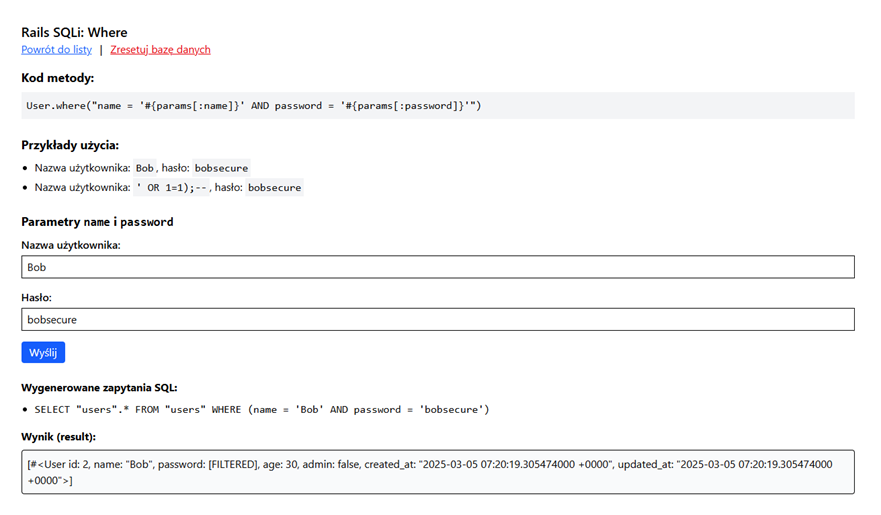 Rails SQLi: Where
Powrót do listy | Zresetuj bazę danych
Kod metody:
User.where("name = '#{params[:name]}' AND password = '#{params[:password]}'")
Przykłady użycia:
• Nazwa użytkownika: Bob, hasło: bobsecure
• Nazwa użytkownika: ' OR 1=1);--, hasło: bobsecure
Parametry name i password
Nazwa użytkownika:
Bob
Hasło:
bobsecure
Wyślij
Wygenerowane zapytania SQL:
• SELECT "users".* FROM "users" WHERE (name = 'Bob' AND password = 'bobsecure')
Wynik (result):
[#<User id: 2, name: "Bob", password: [FILTERED], age: 30, admin: false, created_at: "2025-03-05 07:20:19.305474000 +0000", updated_at: "2025-03-05 07:20:19.305474000
+0000">]